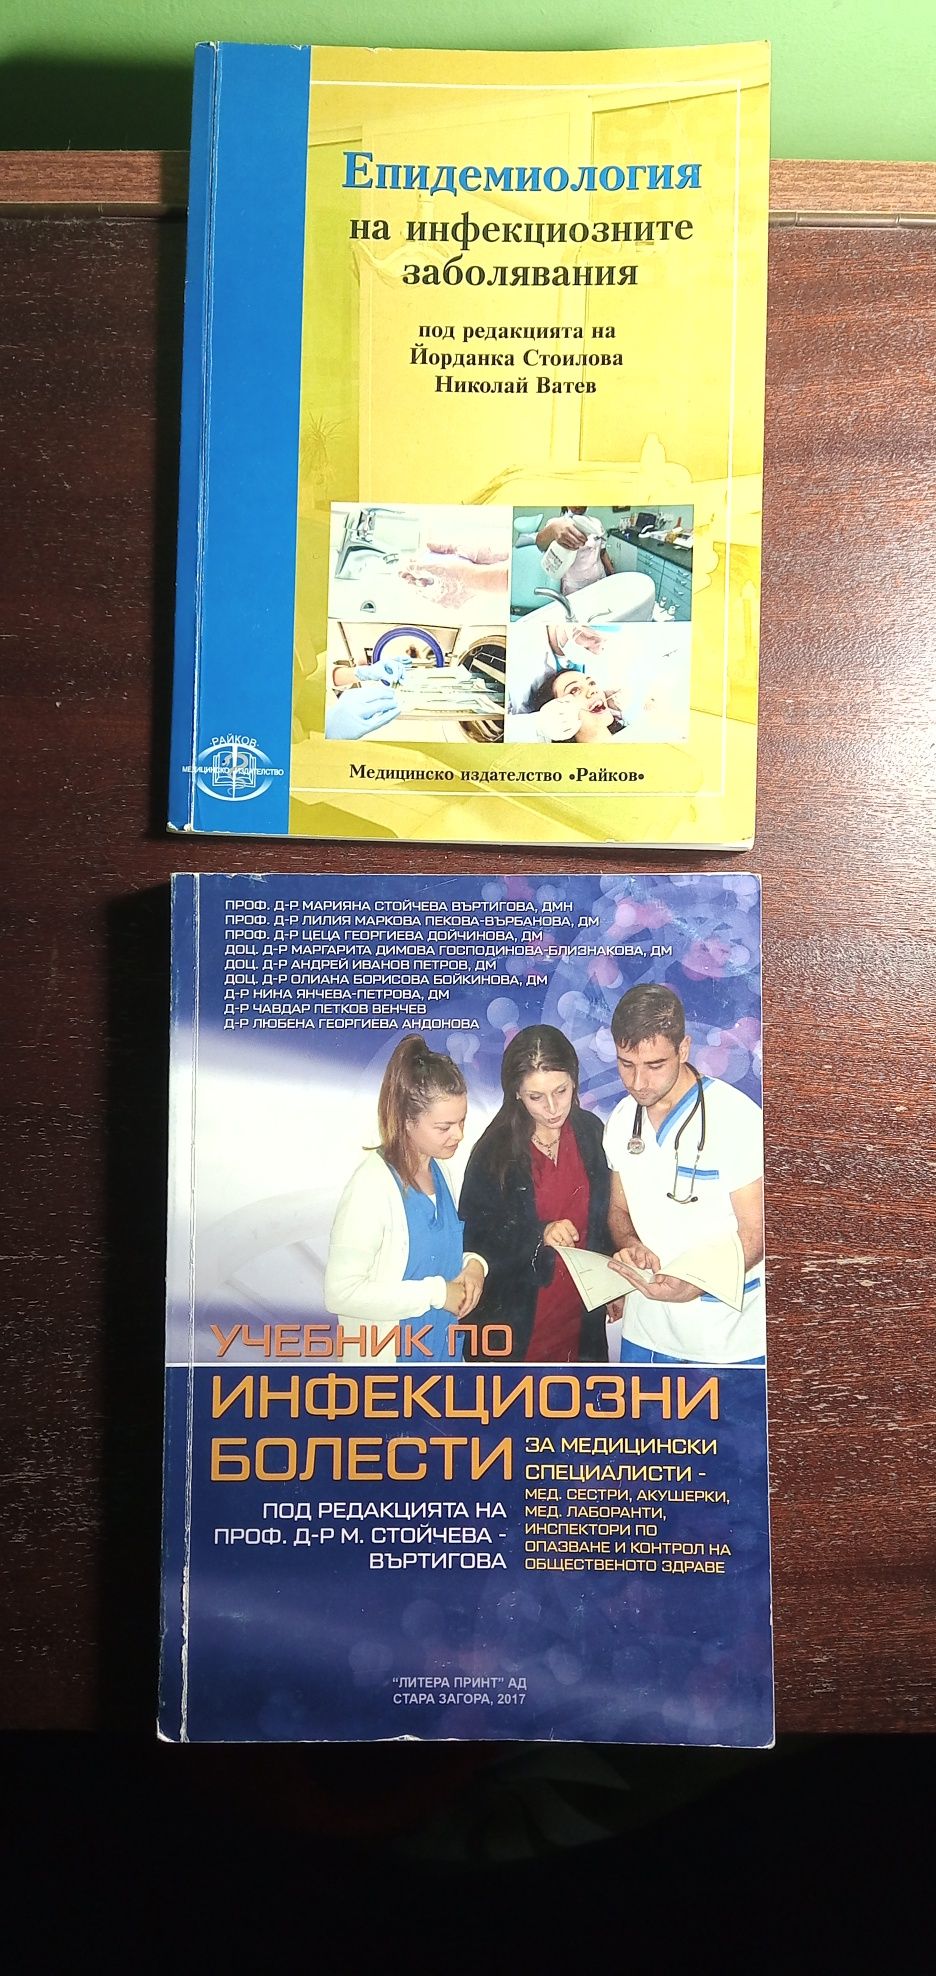 Епидемиология
на инфекциозните
заболявания
под редакцията на
Йорданка Стоилова
Николай Ватев
·РАЙКОВ·
МЕДИЦИНСКО ИЗДАТЕЛСТВО
Медицинско издателство •Райков•
ПРОФ. Д-Р МАРИЯНА СТОЙЧЕВА ВЪРТИГОВА, ДМН
ПРОФ. Д-Р ЛИЛИЯ МАРКОВА ПЕКОВА-ВЪРБАНОВА, ДМ
ПРОФ. Д-Р ЦЕЦА ГЕОРГИЕВА ДОЙЧИНОВА, ДМ
ДОЦ. Д-Р МАРГАРИТА ДИМОВА ГОСПОДИНОВА-БЛИЗНАКОВА, ДМ
ДОЦ. Д-Р АНДРЕЙ ИВАНОВ ПЕТРОВ, ДМ
ДОЦ. Д-Р ОЛИАНА БОРИСОВА БОЙКИНОВА, ДМ
Д-Р НИНА ЯНЧЕВА-ПЕТРОВА, ДМ
Д-Р ЧАВДАР ПЕТКОВ ВЕНЧЕВ
Д-Р ЛЮБЕНА ГЕОРГИЕВА АНДОНОВА
УЧЕБНИК ПО
ИНФЕКЦИОЗНИ
БОЛЕСТИ
ЗА МЕДИЦИНСКИ
СПЕЦИАЛИСТИ -
МЕД. СЕСТРИ, АКУШЕРКИ,
МЕД. ЛАБОРАНТИ,
ИНСПЕКТОРИ ПО
ОПАЗВАНЕ И КОНТРОЛ НА
ОБЩЕСТВЕНОТО ЗДРАВЕ
ПОД РЕДАКЦИЯТА НА
ПРОФ. Д-Р М. СТОЙЧЕВА -
ВЪРТИГОВА
"ЛИТЕРА ПРИНТ" АД
СТАРА ЗАГОРА, 2017